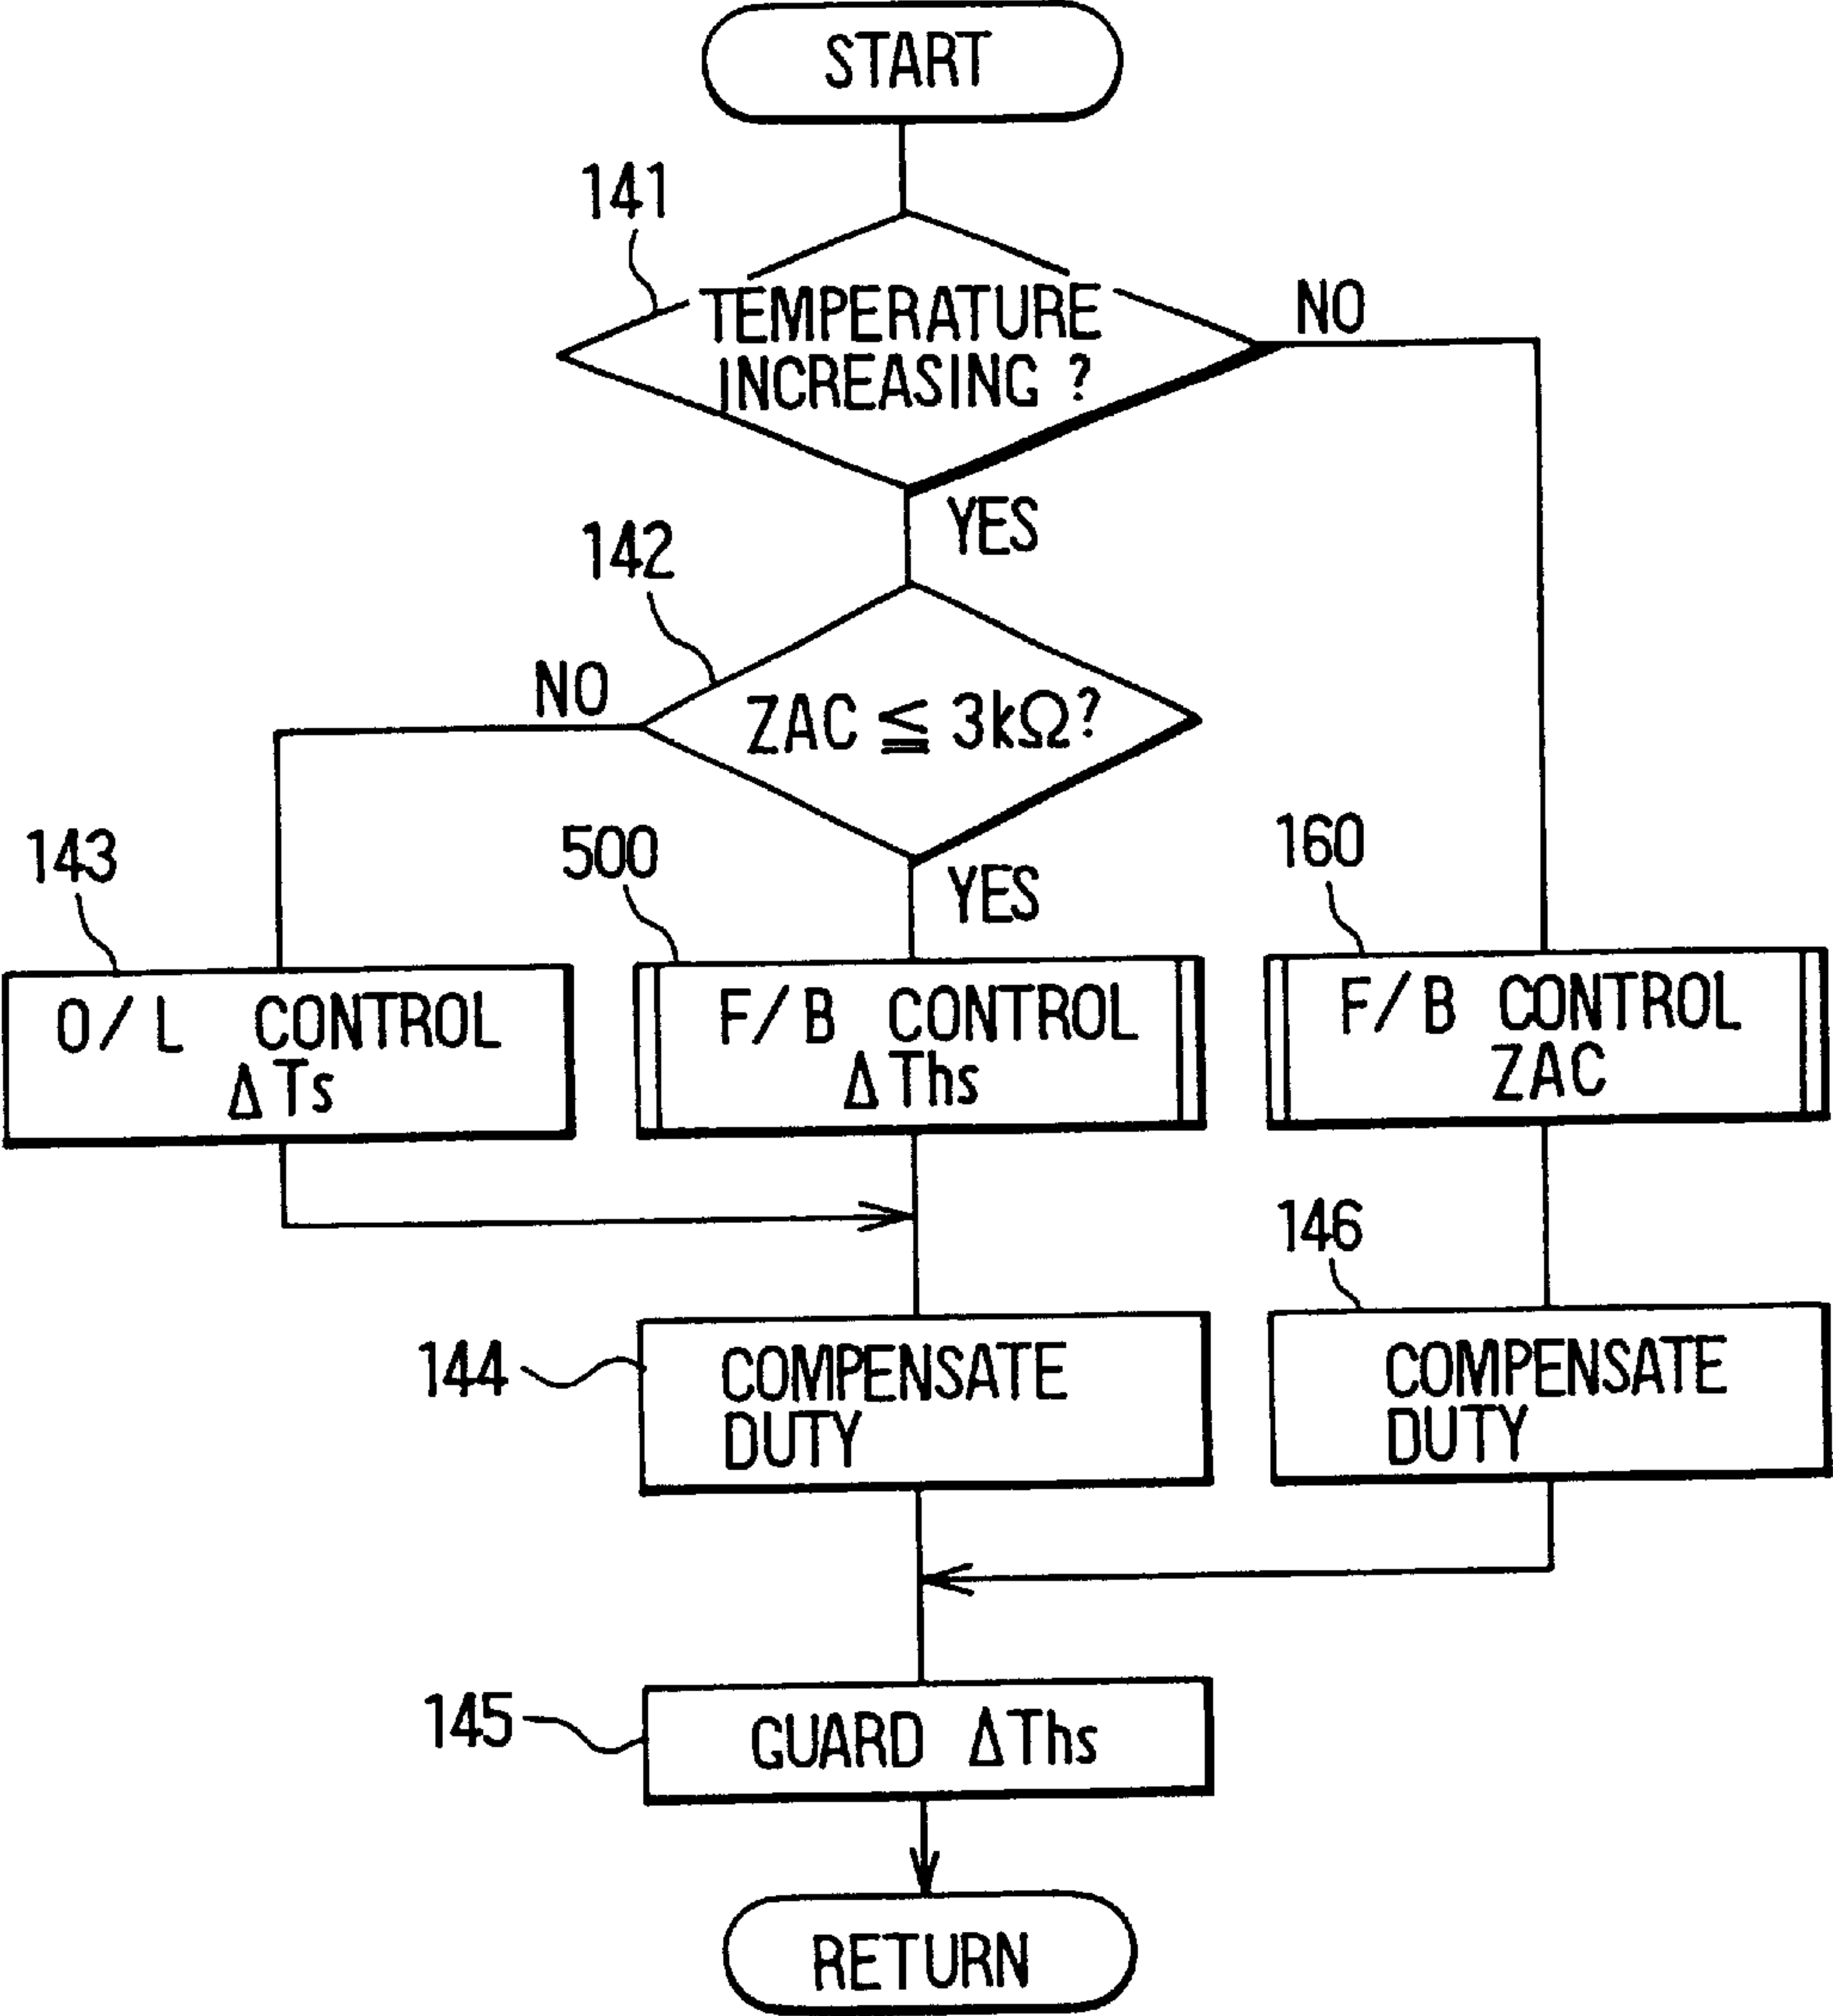 START
141
TEMPERATURE
INCREASING ?
NO
YES
142
NO
ZAC ≦ 3kΩ?
YES
143
500
160
O/L CONTROL
ΔTs
F/B CONTROL
ΔThs
F/B CONTROL
ZAC
146
144
COMPENSATE
DUTY
COMPENSATE
DUTY
145
GUARD ΔThs
RETURN